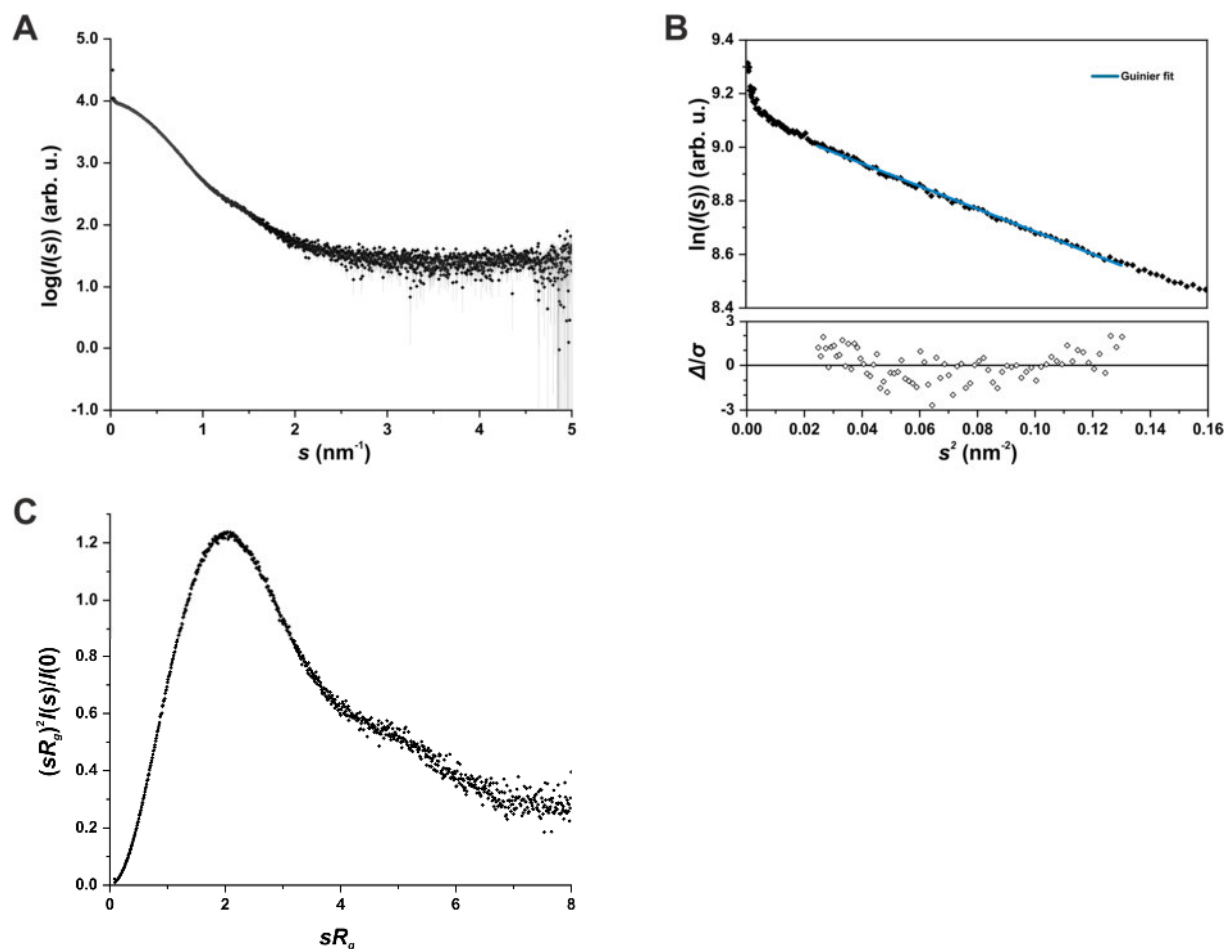 A
log(I(s)) (arb. u.)
5.0
4.0
3.0
2.0
1.0
0.0
-1.0
0 1 2 3 4 5
s (nm⁻¹)
B
ln(I(s)) (arb. u.)
9.4
9.2
9.0
8.8
8.6
8.4
Guinier fit
Δ/σ
3
0
-3
0.00 0.02 0.04 0.06 0.08 0.10 0.12 0.14 0.16
s² (nm⁻²)
C
(sRg)²I(s)/I(0)
1.2
1.0
0.8
0.6
0.4
0.2
0.0
0 2 4 6 8
sRg